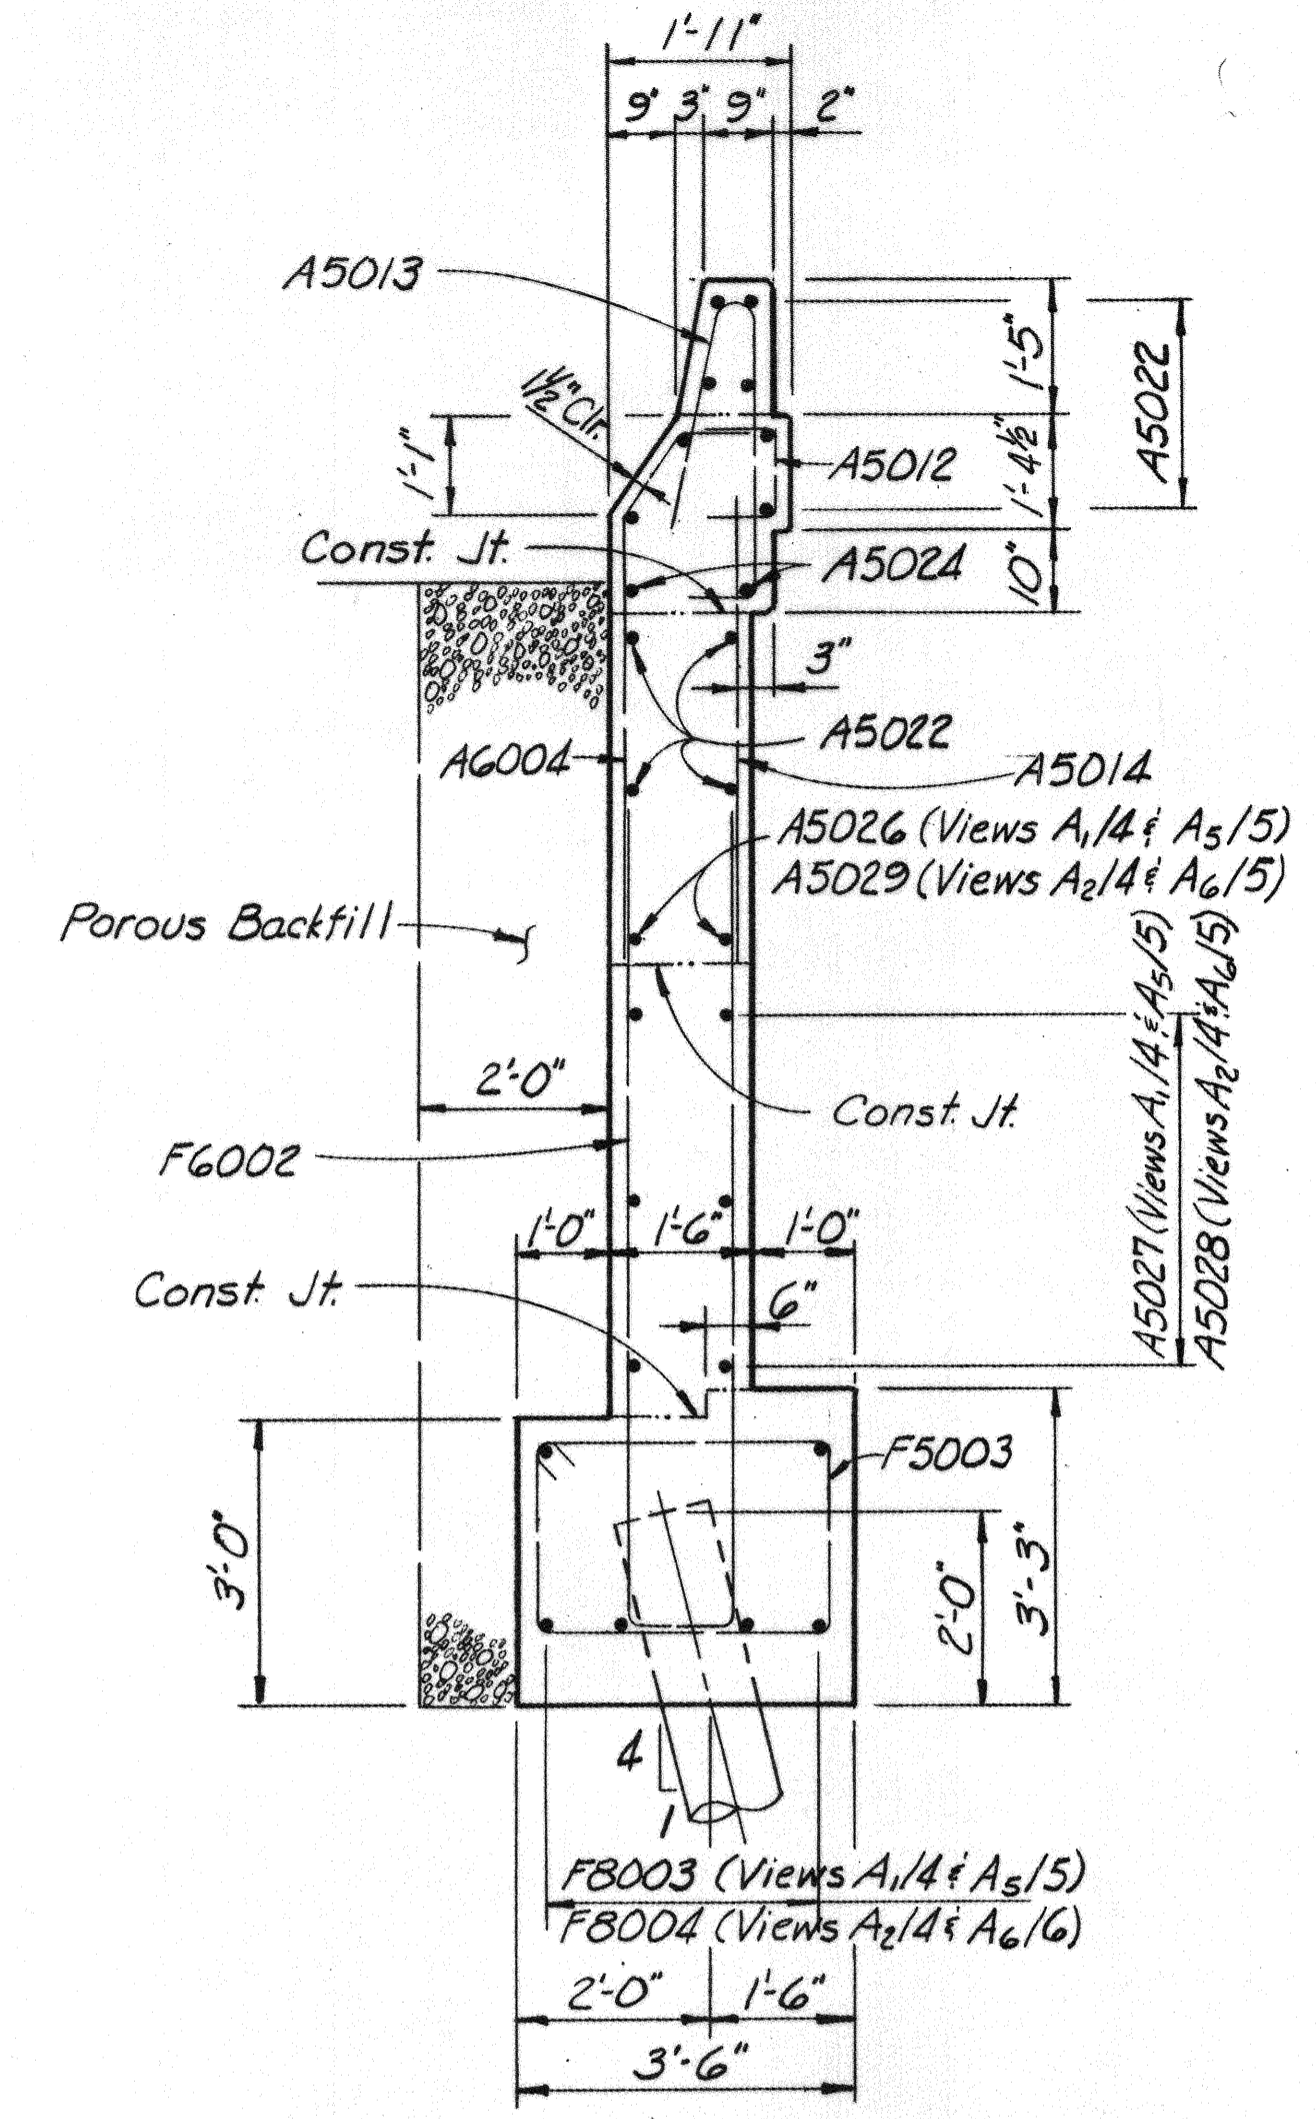 1'-11"
9" 3" 9" 2"
A5013
1'-5"
A5022
1½" Clr.
1'-1"
A5012
1'-4½"
Const. Jt.
A5024
10"
3"
A5022
A6004
A5014
A5026 (Views A₁/4 & A₅/5)
A5029 (Views A₂/4 & A₆/5)
Porous Backfill
A5027 (Views A₁/4 & A₅/5)
A5028 (Views A₂/4 & A₆/5)
2'-0"
Const. Jt.
F6002
1'-0" 1'-6" 1'-0"
Const. Jt.
6"
F5003
3'-0"
2'-0"
3'-3"
4
1
F8003 (Views A₁/4 & A₅/5)
F8004 (Views A₂/4 & A₆/6)
2'-0" 1'-6"
3'-6"